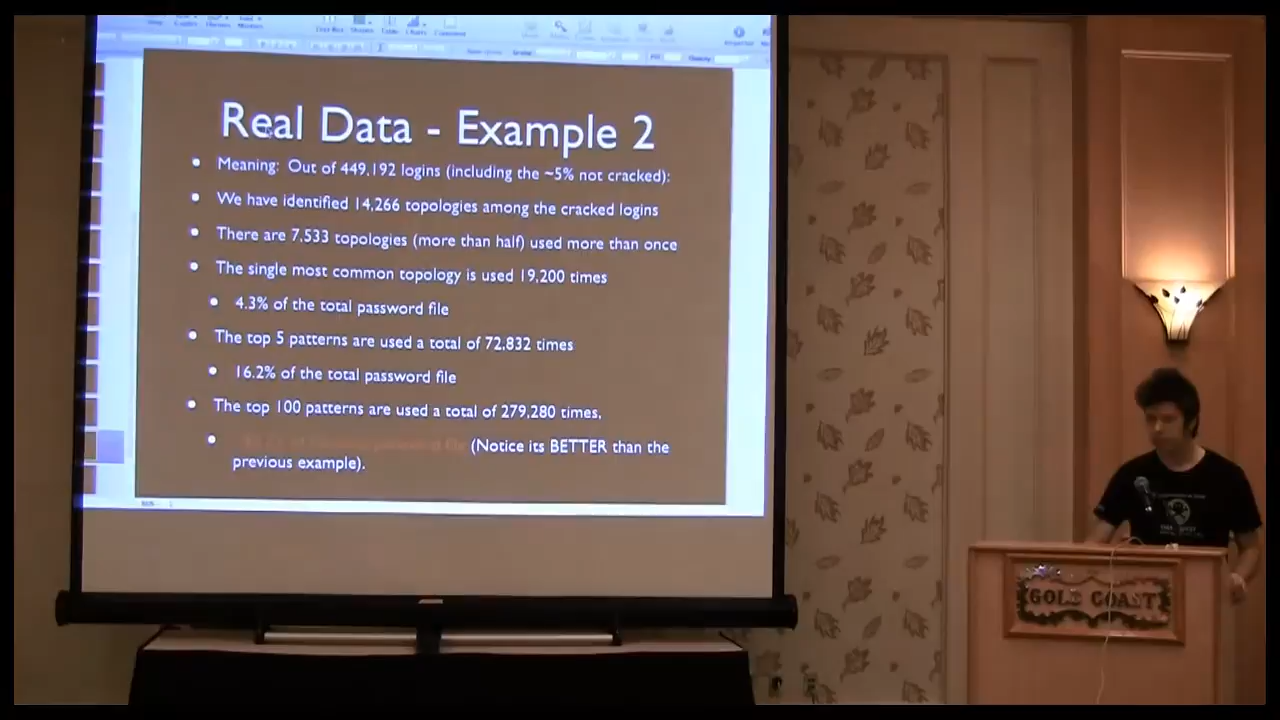 Real Data - Example 2
Meaning: Out of 449,192 logins (including the ~5% not cracked):
We have identified 14,266 topologies among the cracked logins
There are 7,533 topologies (more than half) used more than once
The single most common topology is used 19,200 times
4.3% of the total password file
The top 5 patterns are used a total of 72,832 times
16.2% of the total password file
The top 100 patterns are used a total of 279,280 times,
(Notice its BETTER than the
previous example).
GOLD COAST